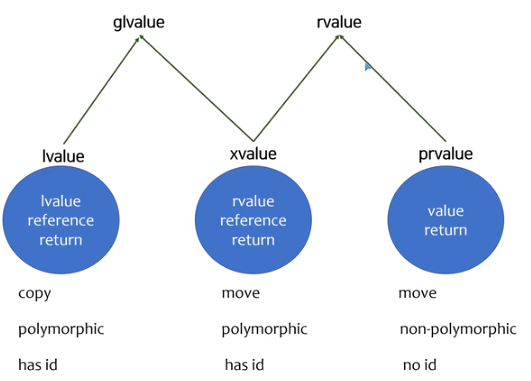 glvalue rvalue
lvalue xvalue prvalue
lvalue
reference
return
rvalue
reference
return
value
return
copy move move
polymorphic polymorphic non-polymorphic
has id has id no id